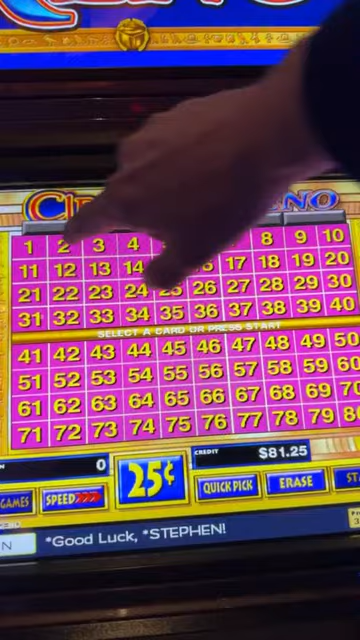 1 2 3 4 8 9 10
11 12 13 14 17 18 19 20
21 22 23 24 25 26 27 28 29 30
31 32 33 34 35 36 37 38 39 40
SELECT A CARD OR PRESS START
41 42 43 44 45 46 47 48 49 50
51 52 53 54 55 56 57 58 59 60
61 62 63 64 65 66 67 68 69 70
71 72 73 74 75 76 77 78 79 80
0 25¢ CREDIT $81.25
GAMES SPEED QUICK PICK ERASE
*Good Luck, *STEPHEN!